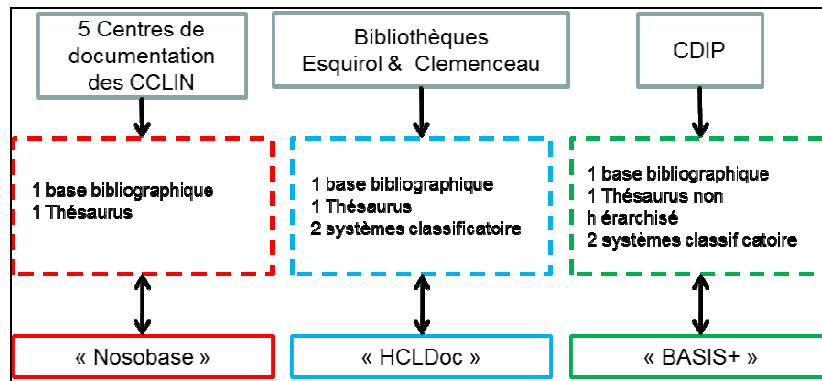 5 Centres de
documentation
des CCLIN
Bibliothèques
Esquirol & Clemenceau
CDIP
1 base bibliographique
1 Thésaurus
1 base bibliographique
1 Thésaurus
2 systèmes classificatoire
1 base bibliographique
1 Thésaurus non
h érarchisé
2 systèmes classif catoire
« Nosobase »
« HCLDoc »
« BASIS+ »